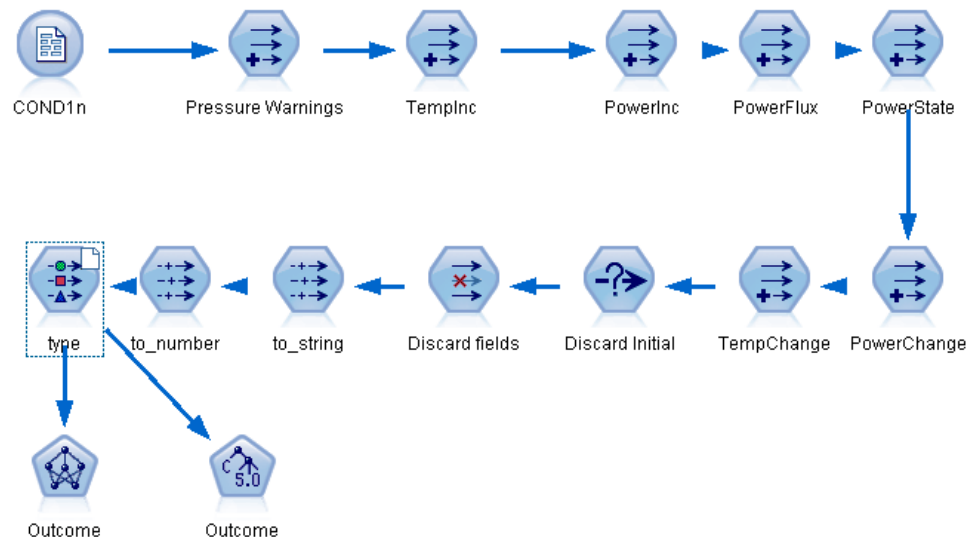 COND1n
Pressure Warnings
TempInc
PowerInc
PowerFlux
PowerState
type
to_number
to_string
Discard fields
Discard Initial
TempChange
PowerChange
C 5.0
Outcome
Outcome